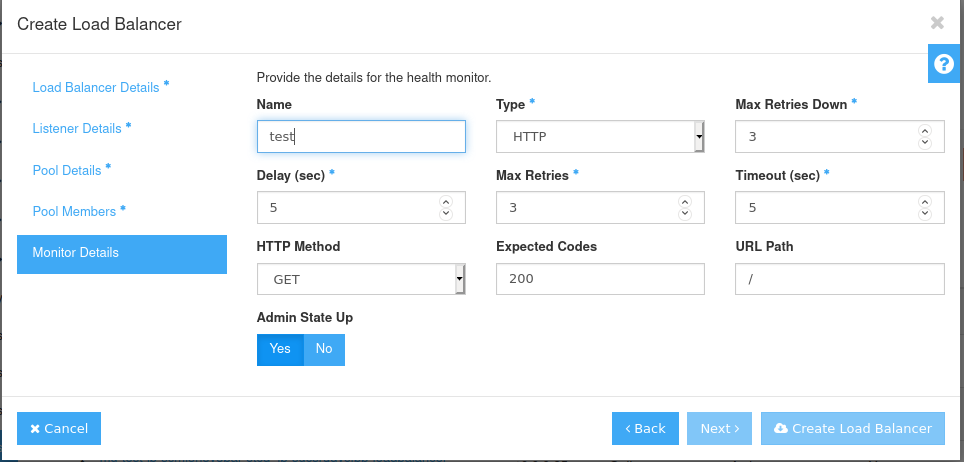 Create Load Balancer
Load Balancer Details *
Listener Details *
Pool Details *
Pool Members *
Monitor Details
Provide the details for the health monitor.
Name
Type *
Max Retries Down *
test
HTTP
3
Delay (sec) *
Max Retries *
Timeout (sec) *
5
3
5
HTTP Method
Expected Codes
URL Path
GET
200
/
Admin State Up
Yes
No
Cancel
Back
Next
Create Load Balancer